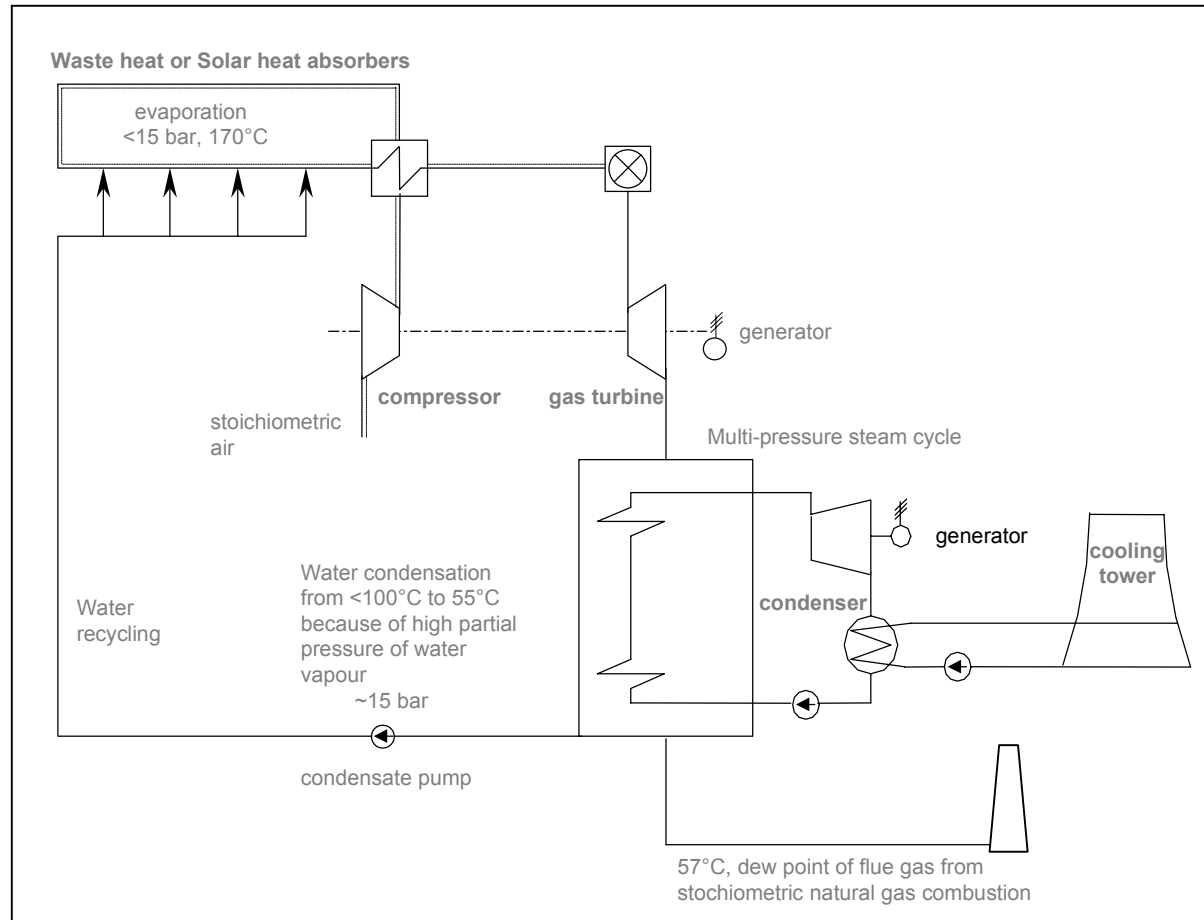 Waste heat or Solar heat absorbers
evaporation
<15 bar, 170°C
generator
compressor
gas turbine
stoichiometric
air
Multi-pressure steam cycle
generator
cooling
tower
Water condensation
from <100°C to 55°C
because of high partial
pressure of water
vapour
~15 bar
condenser
Water
recycling
condensate pump
57°C, dew point of flue gas from
stochiometric natural gas combustion